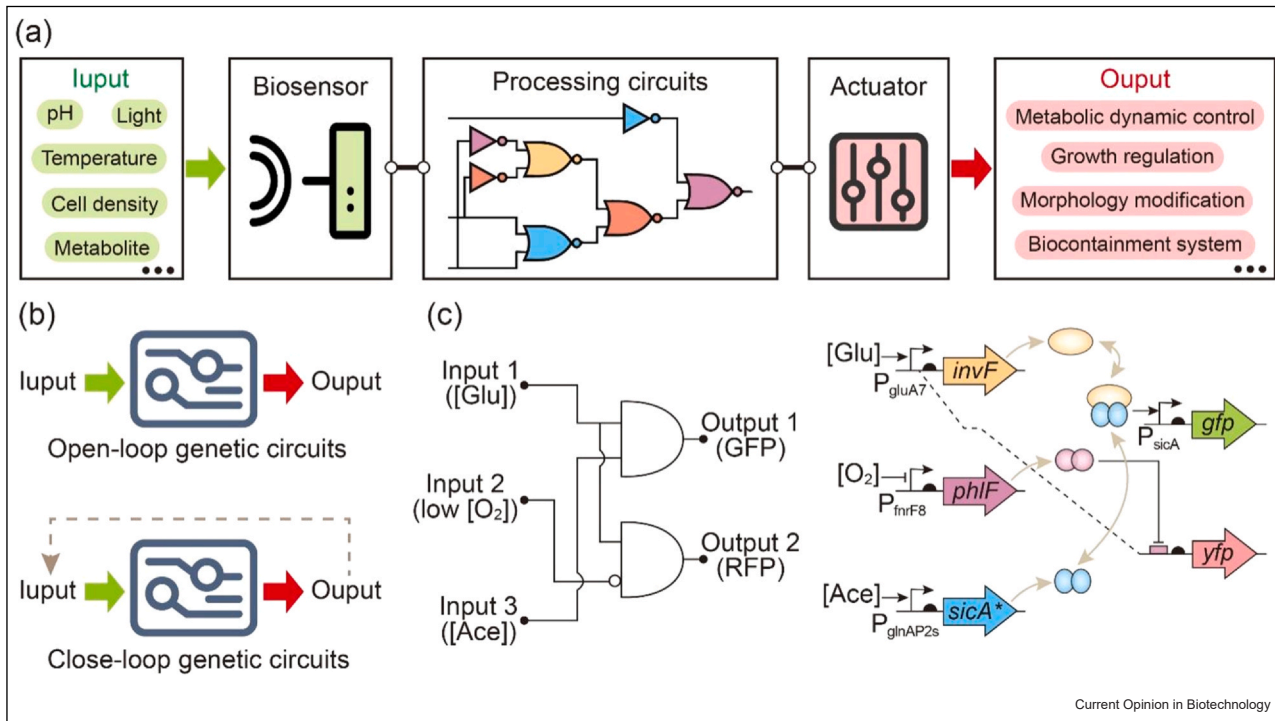 (a)
Iuput
pH
Light
Temperature
Cell density
Metabolite
•••
Biosensor
Processing circuits
Actuator
Ouput
Metabolic dynamic control
Growth regulation
Morphology modification
Biocontainment system
•••
(b)
Iuput
Ouput
Open-loop genetic circuits
Iuput
Ouput
Close-loop genetic circuits
(c)
Input 1
([Glu])
Input 2
(low [O₂])
Input 3
([Ace])
Output 1
(GFP)
Output 2
(RFP)
[Glu]
PgluA7
invF
PsicA
gfp
[O₂]
PfnrF8
phlF
yfp
[Ace]
PglnAP2s
sicA*
Current Opinion in Biotechnology